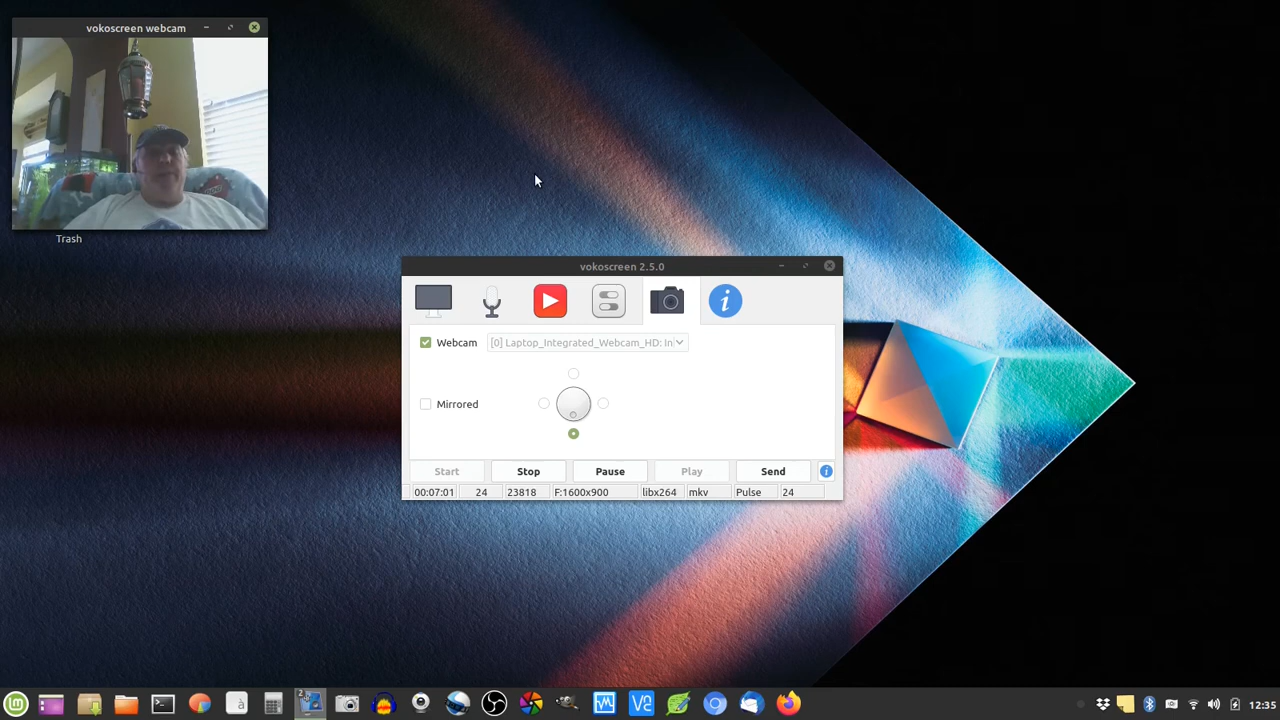 vokoscreen webcam
Trash
vokoscreen 2.5.0
Webcam
[0] Laptop_Integrated_Webcam_HD: In
Mirrored
Start Stop Pause Play Send
00:07:01 24 23818 F:1600x900 libx264 mkv Pulse 24
12:35